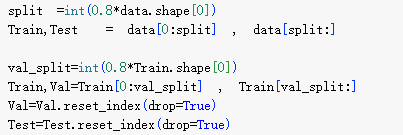 split  =int(0.8*data.shape[0])
Train,Test   =  data[0:split]  ,  data[split:]
val_split=int(0.8*Train.shape[0])
Train,Val=Train[0:val_split]  ,  Train[val_split:]
Val=Val.reset_index(drop=True)
Test=Test.reset_index(drop=True)